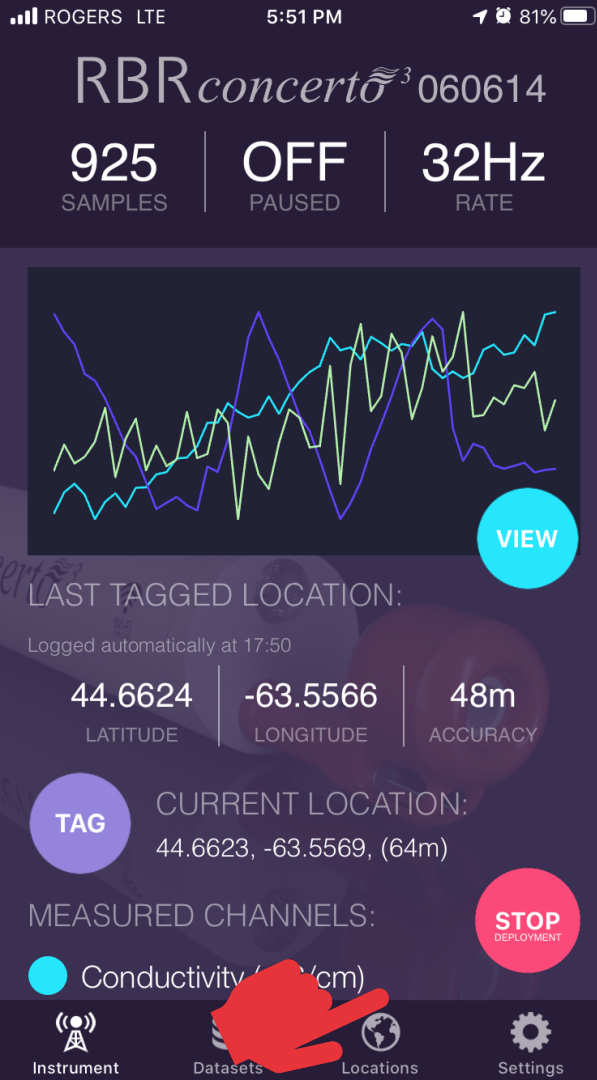 ROGERS LTE 5:51 PM 81%
RBRconcerto³ 060614
925 OFF 32Hz
SAMPLES PAUSED RATE
VIEW
LAST TAGGED LOCATION:
Logged automatically at 17:50
44.6624 -63.5566 48m
LATITUDE LONGITUDE ACCURACY
TAG
CURRENT LOCATION:
44.6623, -63.5569, (64m)
MEASURED CHANNELS:
STOP
DEPLOYMENT
Conductivity /cm)
Instrument Datasets Locations Settings